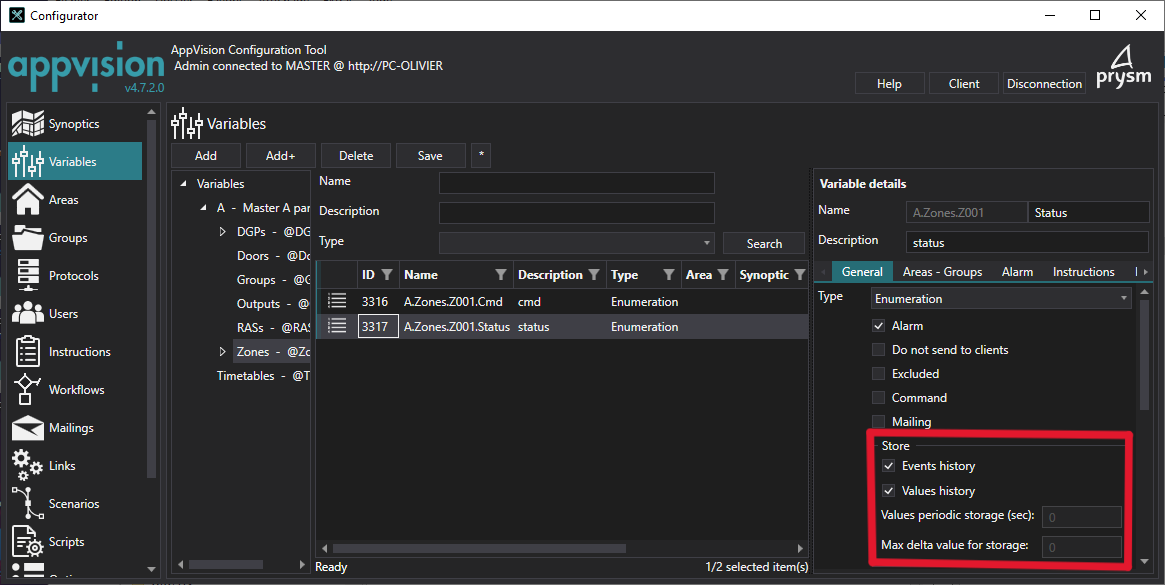 Configurator
appvision
v4.7.2.0
AppVision Configuration Tool
Admin connected to MASTER @ http://PC-OLIVIER
Help
Client
Disconnection
prysm
Synoptics
Variables
Areas
Groups
Protocols
Users
Instructions
Workflows
Mailings
Links
Scenarios
Scripts
Variables
Add
Add+
Delete
Save
*
Variables
A - Master A pan
DGPs - @DG
Doors - @Do
Groups - @G
Outputs - @O
RASs - @RAS
Zones - @Zo
Timetables - @T
Name
Description
Type
Search
ID Name Description Type Area Synoptic
3316 A.Zones.Z001.Cmd cmd Enumeration
3317 A.Zones.Z001.Status status Enumeration
Ready
1/2 selected item(s)
Variable details
Name A.Zones.Z001 Status
Description status
General Areas - Groups Alarm Instructions
Type Enumeration
Alarm
Do not send to clients
Excluded
Command
Mailing
Store
Events history
Values history
Values periodic storage (sec): 0
Max delta value for storage: 0